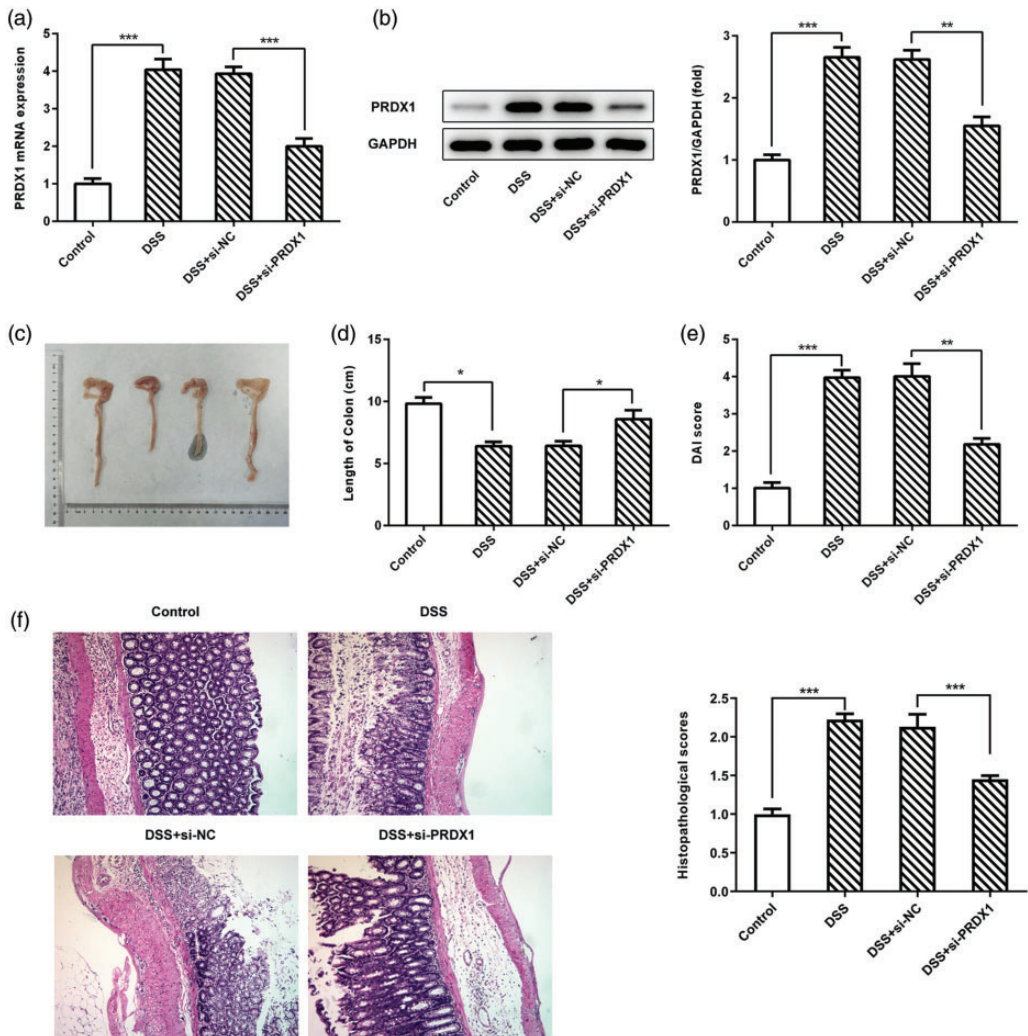 (a)
PRDX1 mRNA expression
5
4
3
2
1
0
***
***
Control
DSS
DSS+si-NC
DSS+si-PRDX1
(b)
PRDX1
GAPDH
Control
DSS
DSS+si-NC
DSS+si-PRDX1
PRDX1/GAPDH (fold)
3
2
1
0
***
**
Control
DSS
DSS+si-NC
DSS+si-PRDX1
(c)
(d)
Length of Colon (cm)
15
10
5
0
*
*
Control
DSS
DSS+si-NC
DSS+si-PRDX1
(e)
DAI score
5
4
3
2
1
0
***
**
Control
DSS
DSS+si-NC
DSS+si-PRDX1
(f)
Control
DSS
DSS+si-NC
DSS+si-PRDX1
Histopathological scores
2.5
2.0
1.5
1.0
0.5
0.0
***
***
Control
DSS
DSS+si-NC
DSS+si-PRDX1